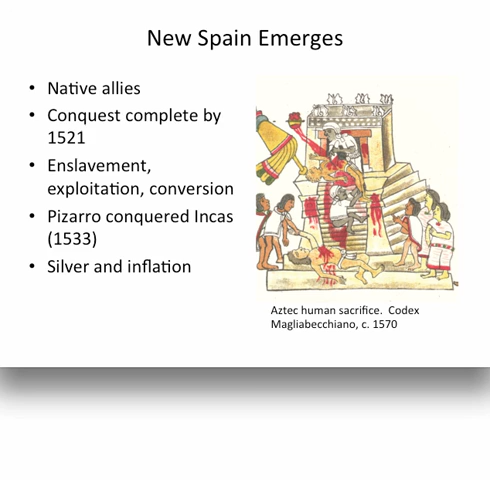 New Spain Emerges
• Native allies
• Conquest complete by
1521
• Enslavement,
exploitation, conversion
• Pizarro conquered Incas
(1533)
• Silver and inflation
Aztec human sacrifice.  Codex
Magliabecchiano, c. 1570